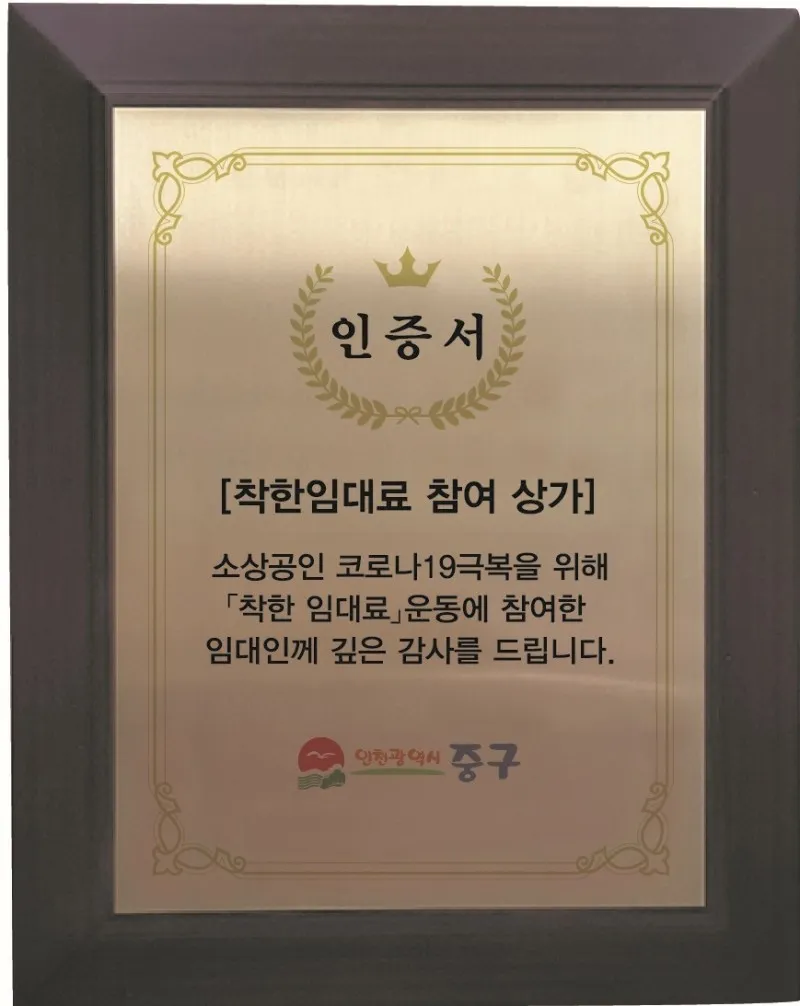 인증서
[착한임대료 참여 상가]
소상공인 코로나19극복을 위해
「착한 임대료」운동에 참여한
임대인께 깊은 감사를 드립니다.
인천광역시 중구